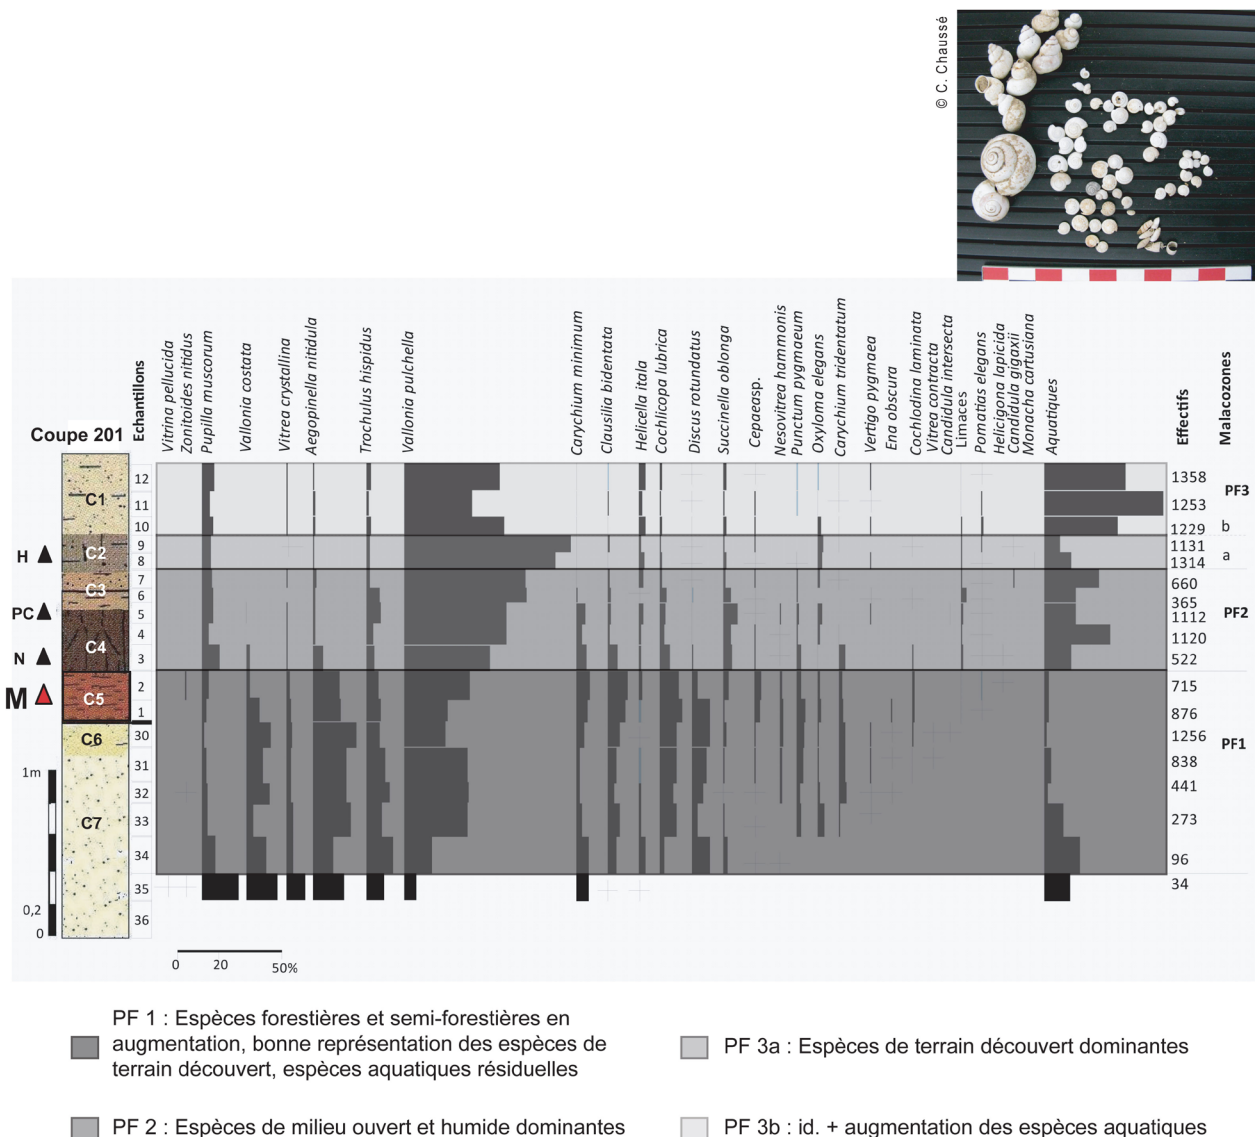 © C. Chaussé
Coupe 201
Echantillons
Vitrina pellucida
Zonitoides nitidus
Pupilla muscorum
Vallonia costata
Vitrea crystallina
Aegopinella nitidula
Trochulus hispidus
Vallonia pulchella
Carychium minimum
Clausilia bidentata
Helicella itala
Cochlicopa lubrica
Discus rotundatus
Succinella oblonga
Cepaeasp.
Nesovitrea hammonis
Punctum pygmaeum
Oxyloma elegans
Carychium tridentatum
Vertigo pygmaea
Ena obscura
Cochlodina laminata
Vitrea contracta
Candidula intersecta
Limaces
Pomatias elegans
Helicigona lapicida
Candidula gigaxii
Monacha cartusiana
Aquatiques
Effectifs
Malacozones
C1
12
1358
PF3
11
1253
10
1229
b
H
C2
9
1131
8
1314
a
C3
7
660
6
365
PC
5
1112
PF2
C4
4
1120
N
3
522
M
C5
2
715
1
876
C6
30
1256
PF1
1m
31
838
32
441
C7
33
273
34
96
35
34
0,2
36
0
0
20
50%
PF 1 : Espèces forestières et semi-forestières en
augmentation, bonne représentation des espèces de
terrain découvert, espèces aquatiques résiduelles
PF 3a : Espèces de terrain découvert dominantes
PF 2 : Espèces de milieu ouvert et humide dominantes
PF 3b : id. + augmentation des espèces aquatiques